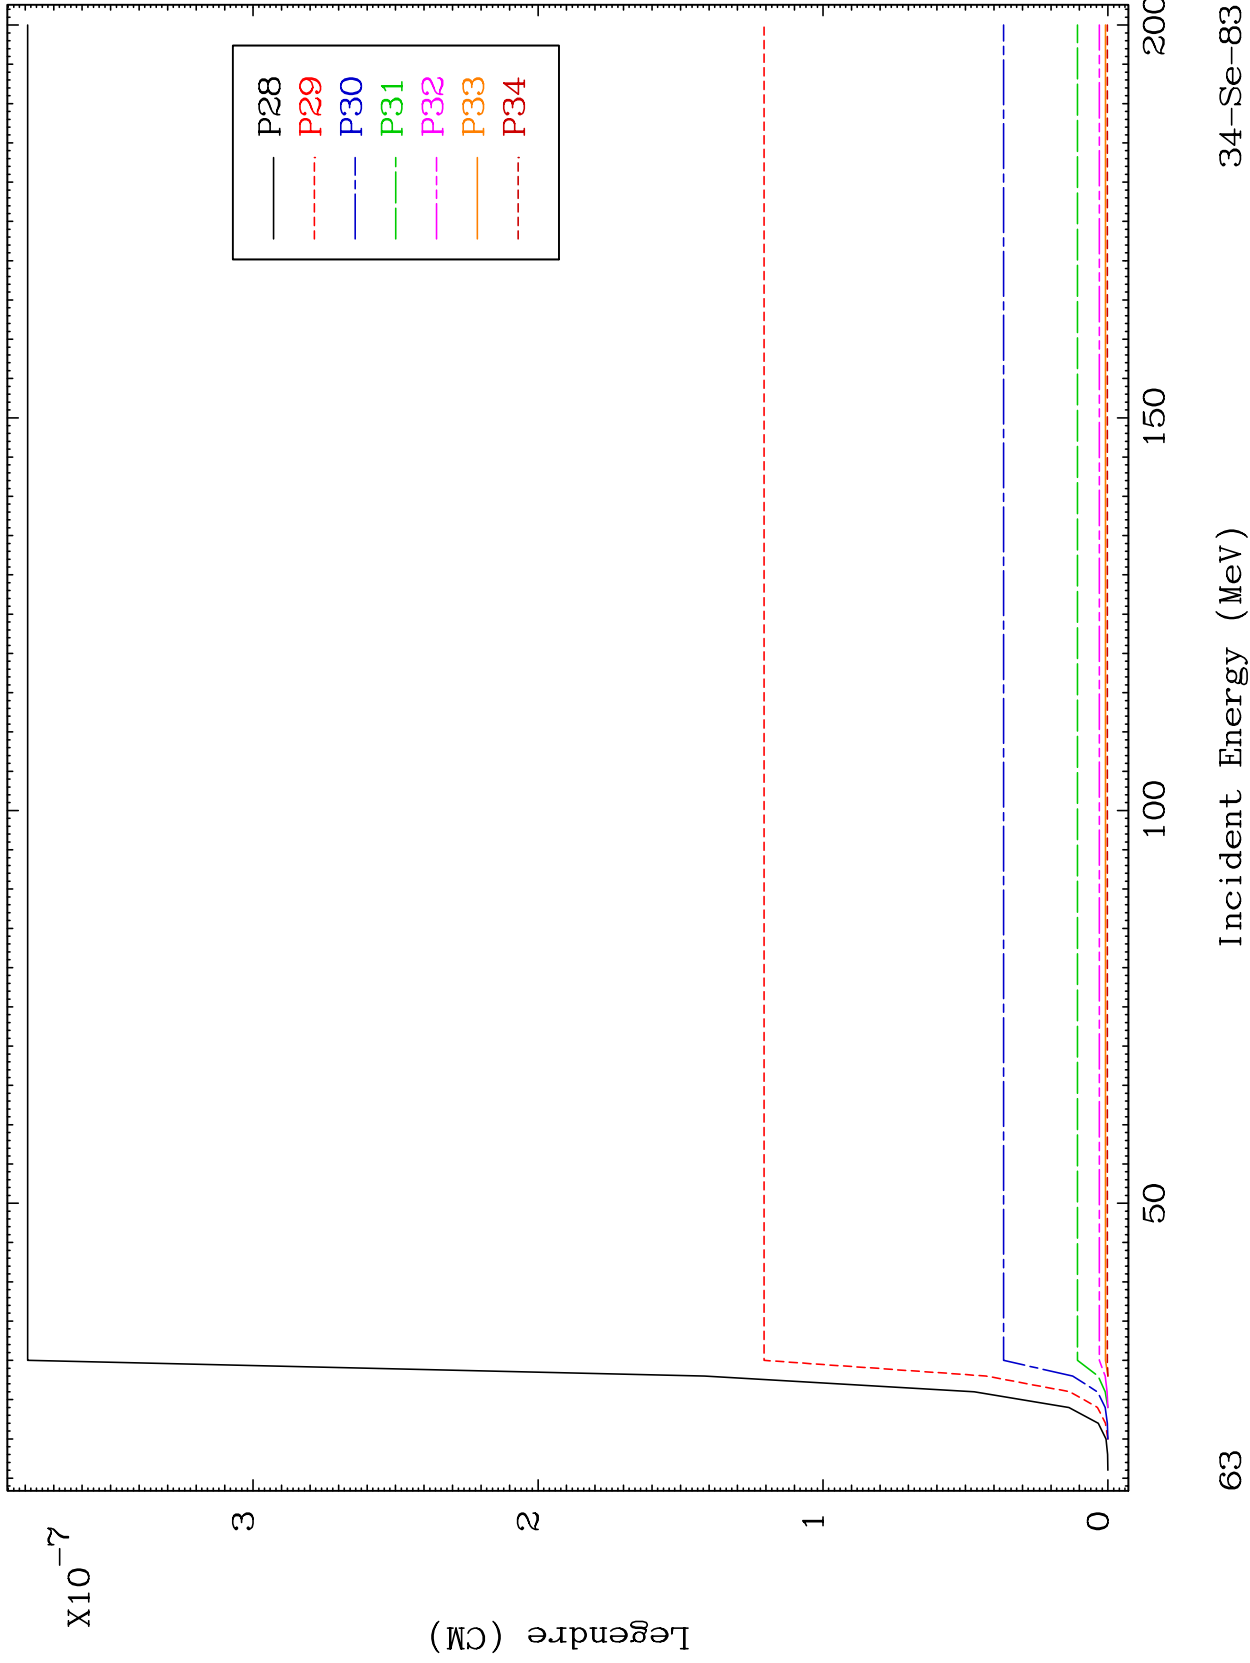 X10-7
Legendre (CM)
3
2
1
0
P28
P29
P30
P31
P32
P33
P34
50
100
150
200
Incident Energy (MeV)
63
34-Se-83